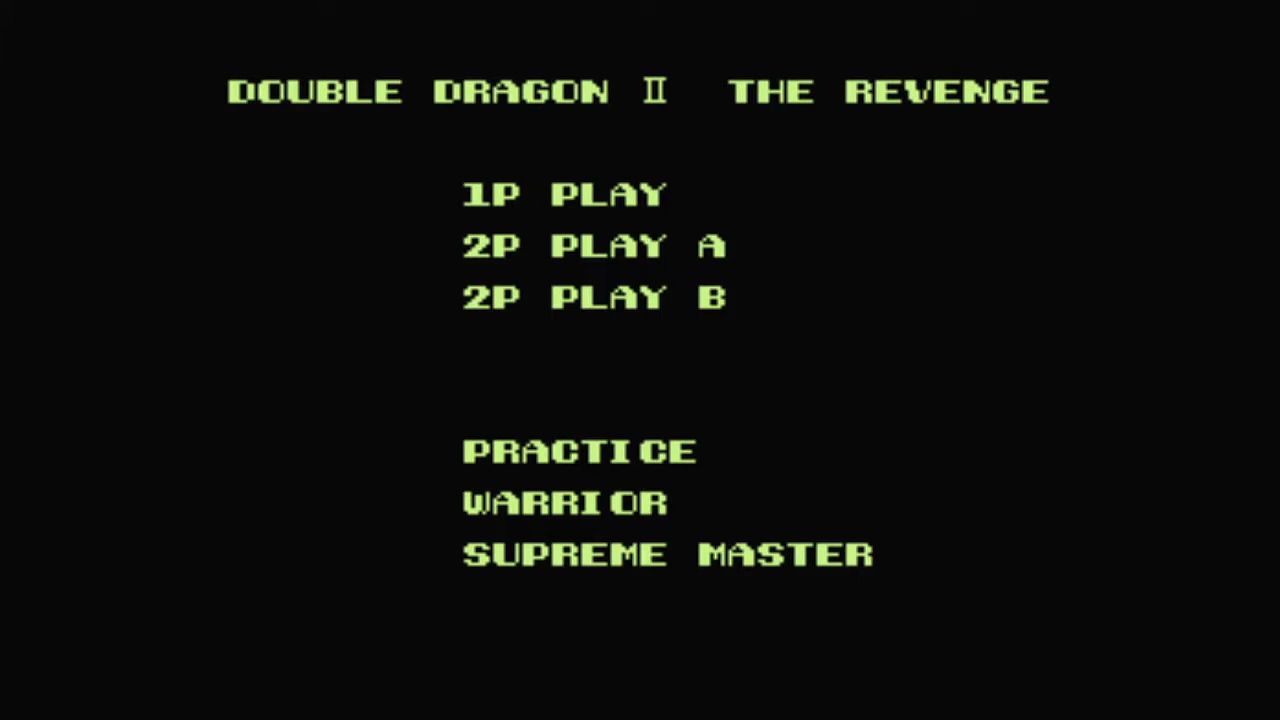 DOUBLE DRAGON Ⅱ THE REVENGE
1P PLAY
2P PLAY A
2P PLAY B
PRACTICE
WARRIOR
SUPREME MASTER